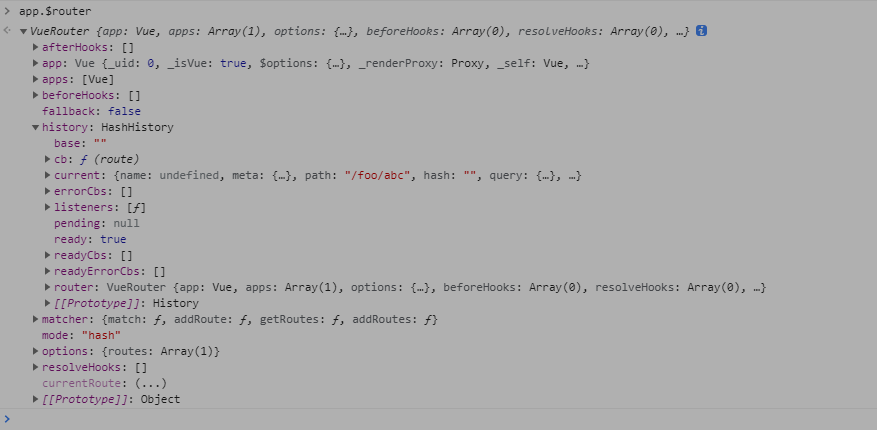 app.$router
VueRouter {app: Vue, apps: Array(1), options: {…}, beforeHooks: Array(0), resolveHooks: Array(0), …} i
afterHooks: []
app: Vue {_uid: 0, _isVue: true, $options: {…}, _renderProxy: Proxy, _self: Vue, …}
apps: [Vue]
beforeHooks: []
fallback: false
history: HashHistory
base: ""
cb: ƒ (route)
current: {name: undefined, meta: {…}, path: "/foo/abc", hash: "", query: {…}, …}
errorCbs: []
listeners: [ƒ]
pending: null
ready: true
readyCbs: []
readyErrorCbs: []
router: VueRouter {app: Vue, apps: Array(1), options: {…}, beforeHooks: Array(0), resolveHooks: Array(0), …}
[[Prototype]]: History
matcher: {match: ƒ, addRoute: ƒ, getRoutes: ƒ, addRoutes: ƒ}
mode: "hash"
options: {routes: Array(1)}
resolveHooks: []
currentRoute: (...)
[[Prototype]]: Object